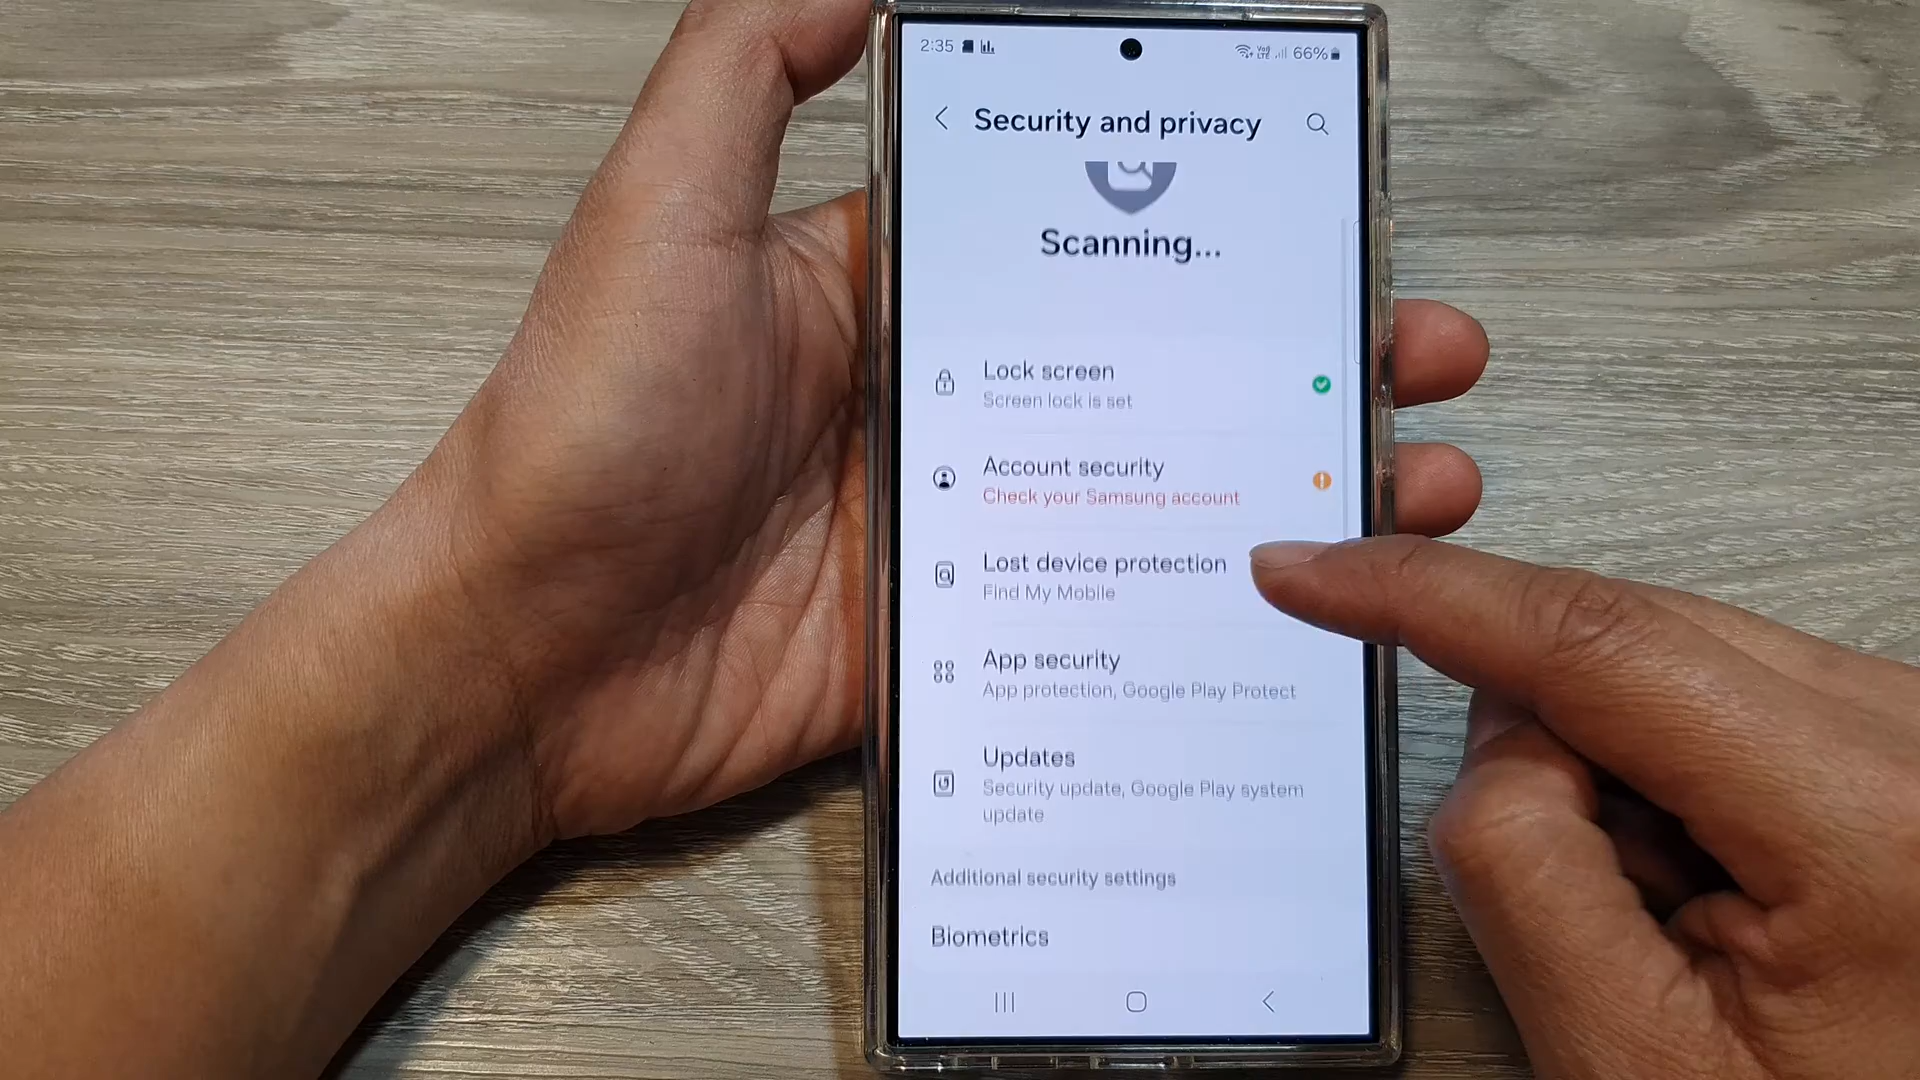 2:35
Vo)) LTE
66%
Security and privacy
Scanning...
Lock screen
Screen lock is set
Account security
Check your Samsung account
Lost device protection
Find My Mobile
App security
App protection, Google Play Protect
Updates
Security update, Google Play system
update
Additional security settings
Biometrics